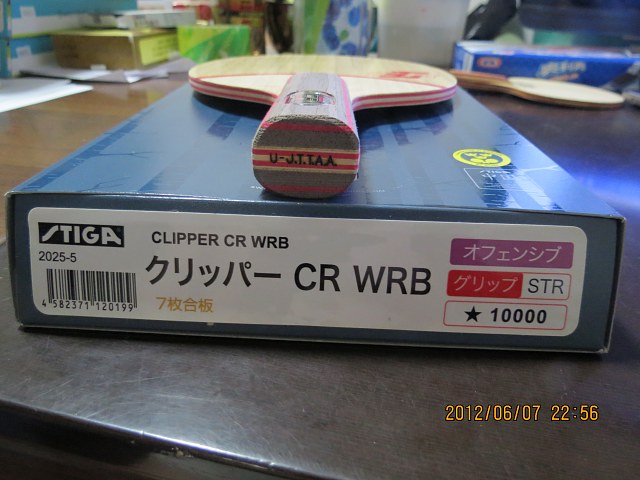 U-J.T.T.A.A.
STIGA
CLIPPER CR WRB
2025-5
クリッパー CR WRB
オフェンシブ
グリップ STR
★ 10000
4 582371 120199
7枚合板
2012/06/07 22:56